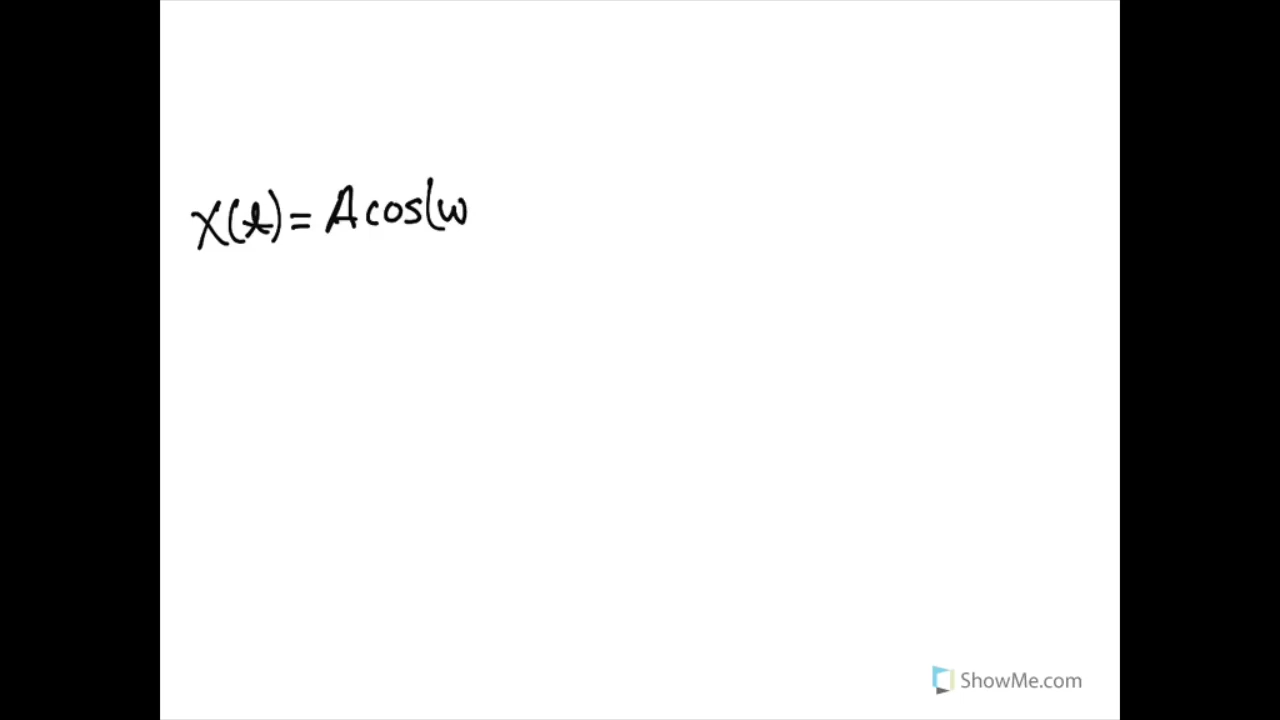 x(t) = A cos(ω
ShowMe.com